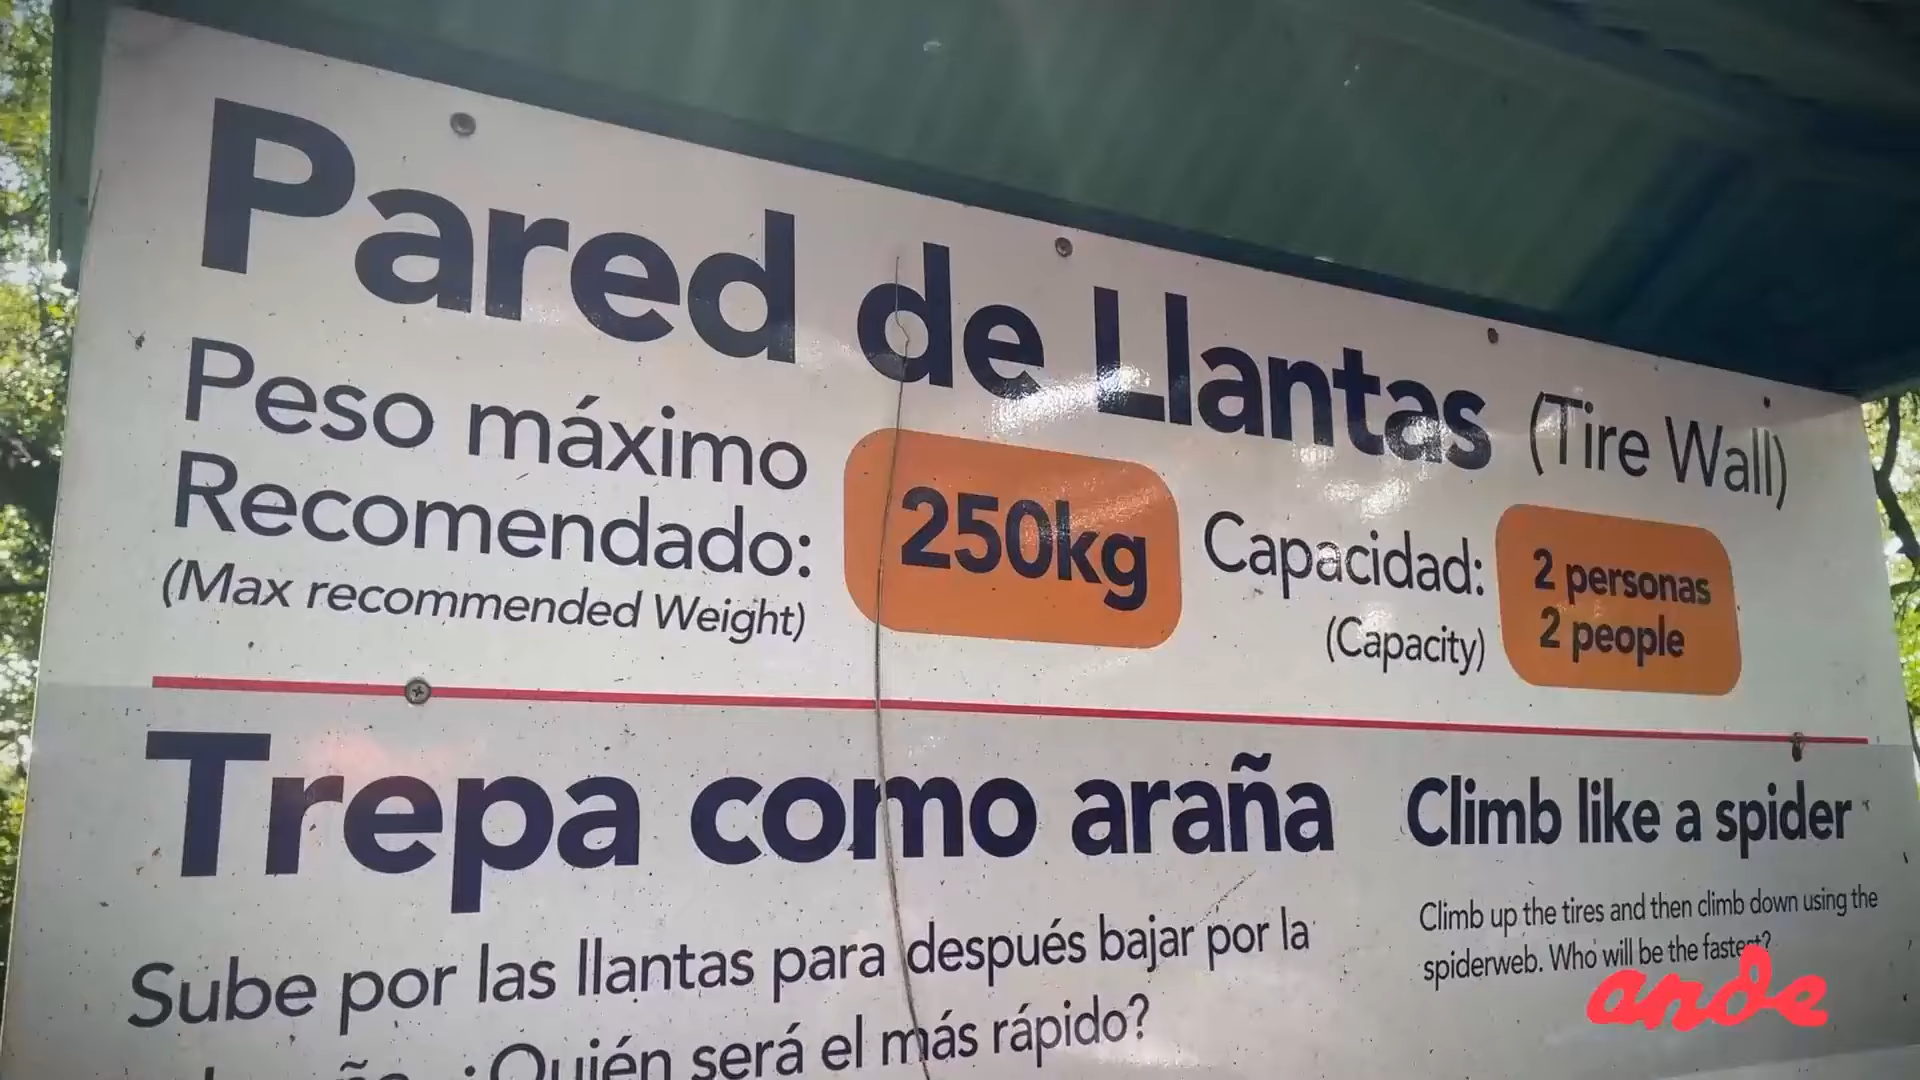 Pared de Llantas (Tire Wall)
Peso máximo
Recomendado:
(Max recommended Weight)
250kg
Capacidad:
(Capacity)
2 personas
2 people
Trepa como araña
Sube por las llantas para después bajar por la
¿Quién será el más rápido?
Climb like a spider
Climb up the tires and then climb down using the
spiderweb. Who will be the fastest?
ande